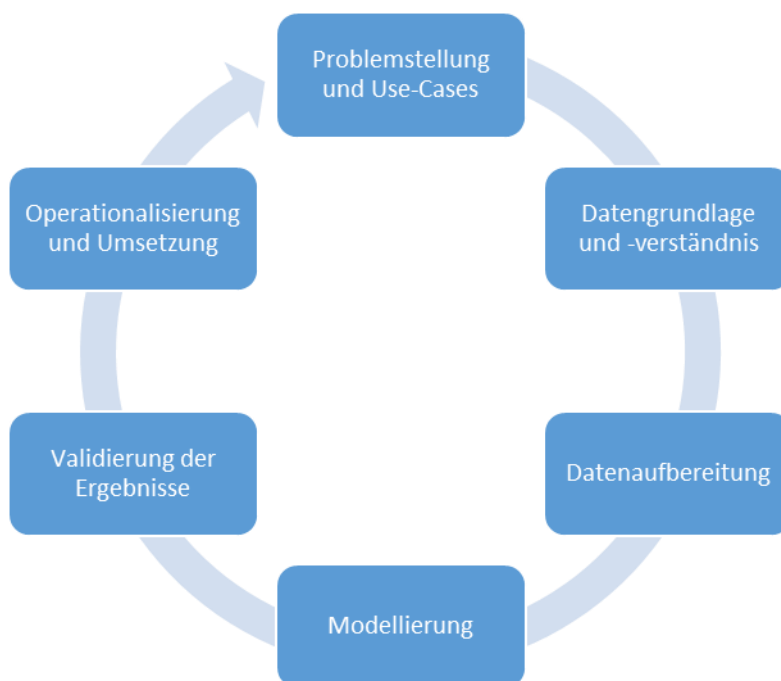 Problemstellung
und Use-Cases
Datengrundlage
und -verständnis
Datenaufbereitung
Modellierung
Validierung der
Ergebnisse
Operationalisierung
und Umsetzung